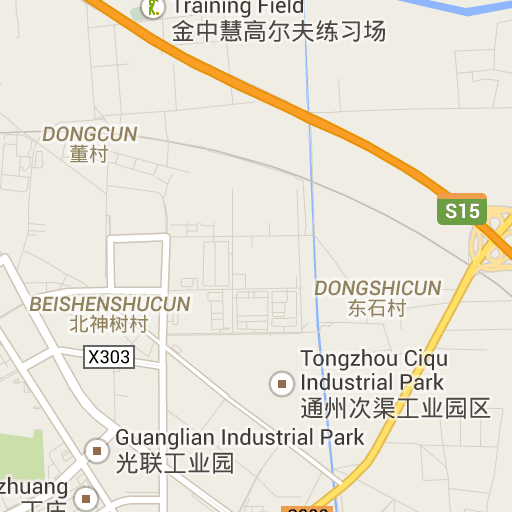 Training Field
金中慧高尔夫练习场
DONGCUN
董村
S15
BEISHENSHUCUN
北神树村
DONGSHICUN
东石村
X303
Tongzhou Ciqu
Industrial Park
通州次渠工业园区
Guanglian Industrial Park
光联工业园
zhuang
丁庄